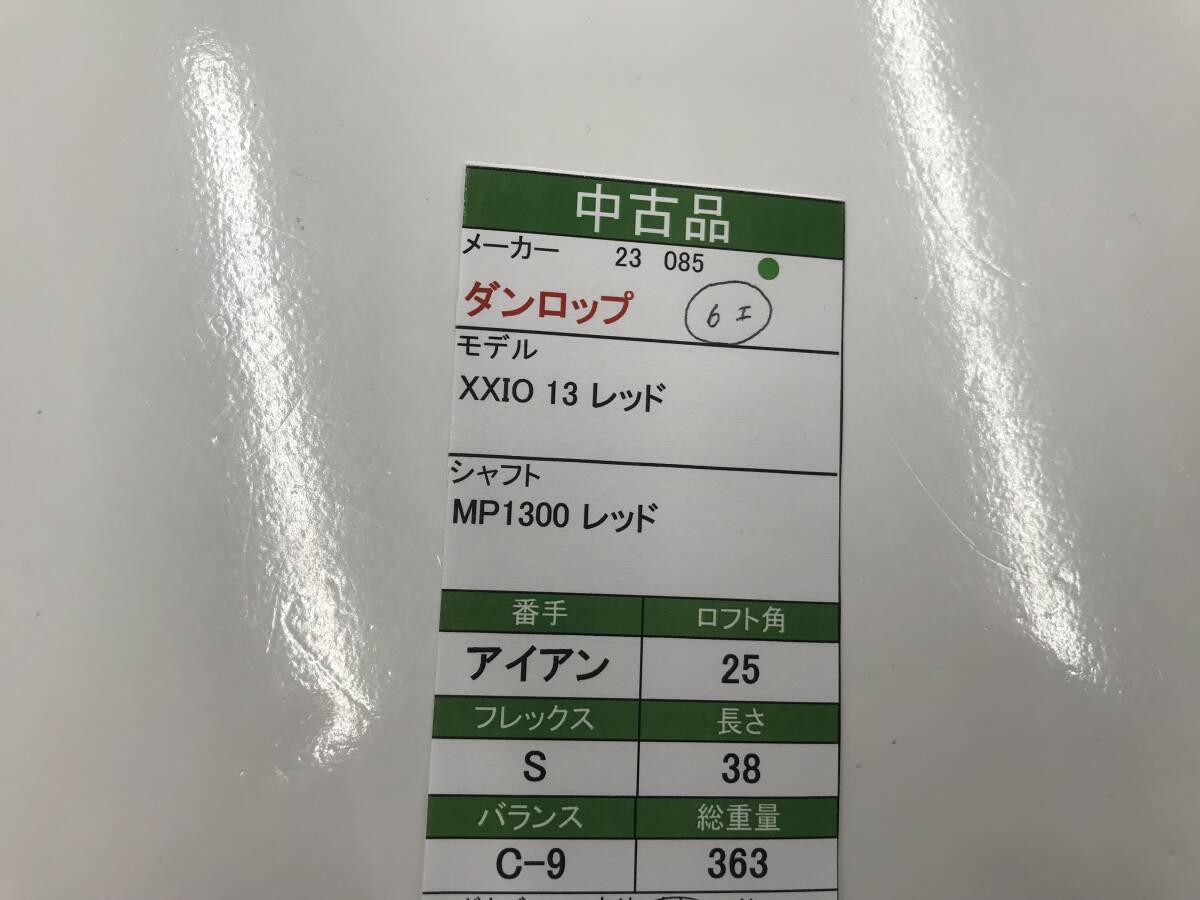 中古品
メーカー 23 085
ダンロップ 6I
モデル
XXIO 13 レッド
シャフト
MP1300 レッド
番手 ロフト角
アイアン 25
フレックス 長さ
S 38
バランス 総重量
C-9 363